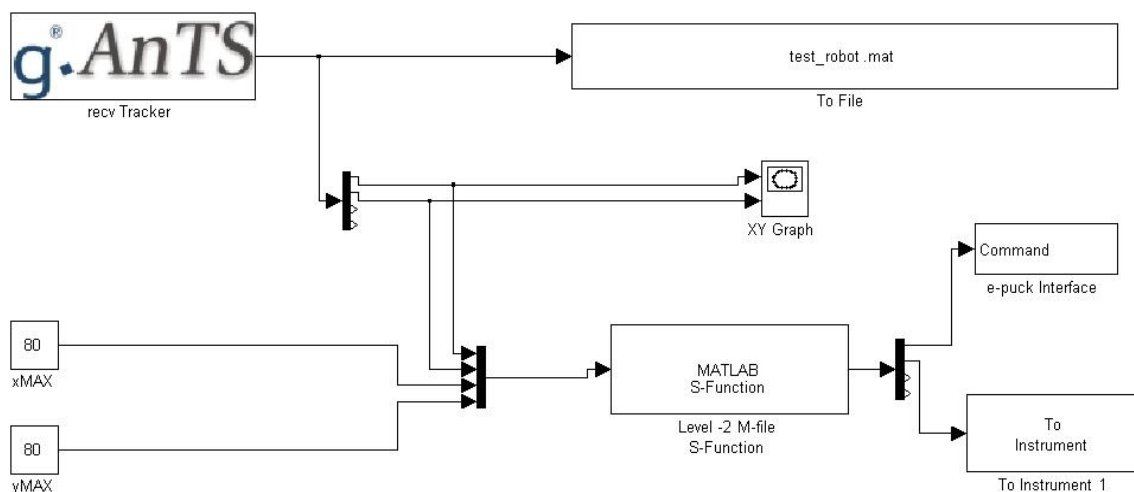 g.®AnTS
recv Tracker
test_robot .mat
To File
XY Graph
Command
e-puck Interface
80
xMAX
MATLAB
S-Function
Level -2 M-file
S-Function
80
yMAX
To
Instrument
To Instrument 1